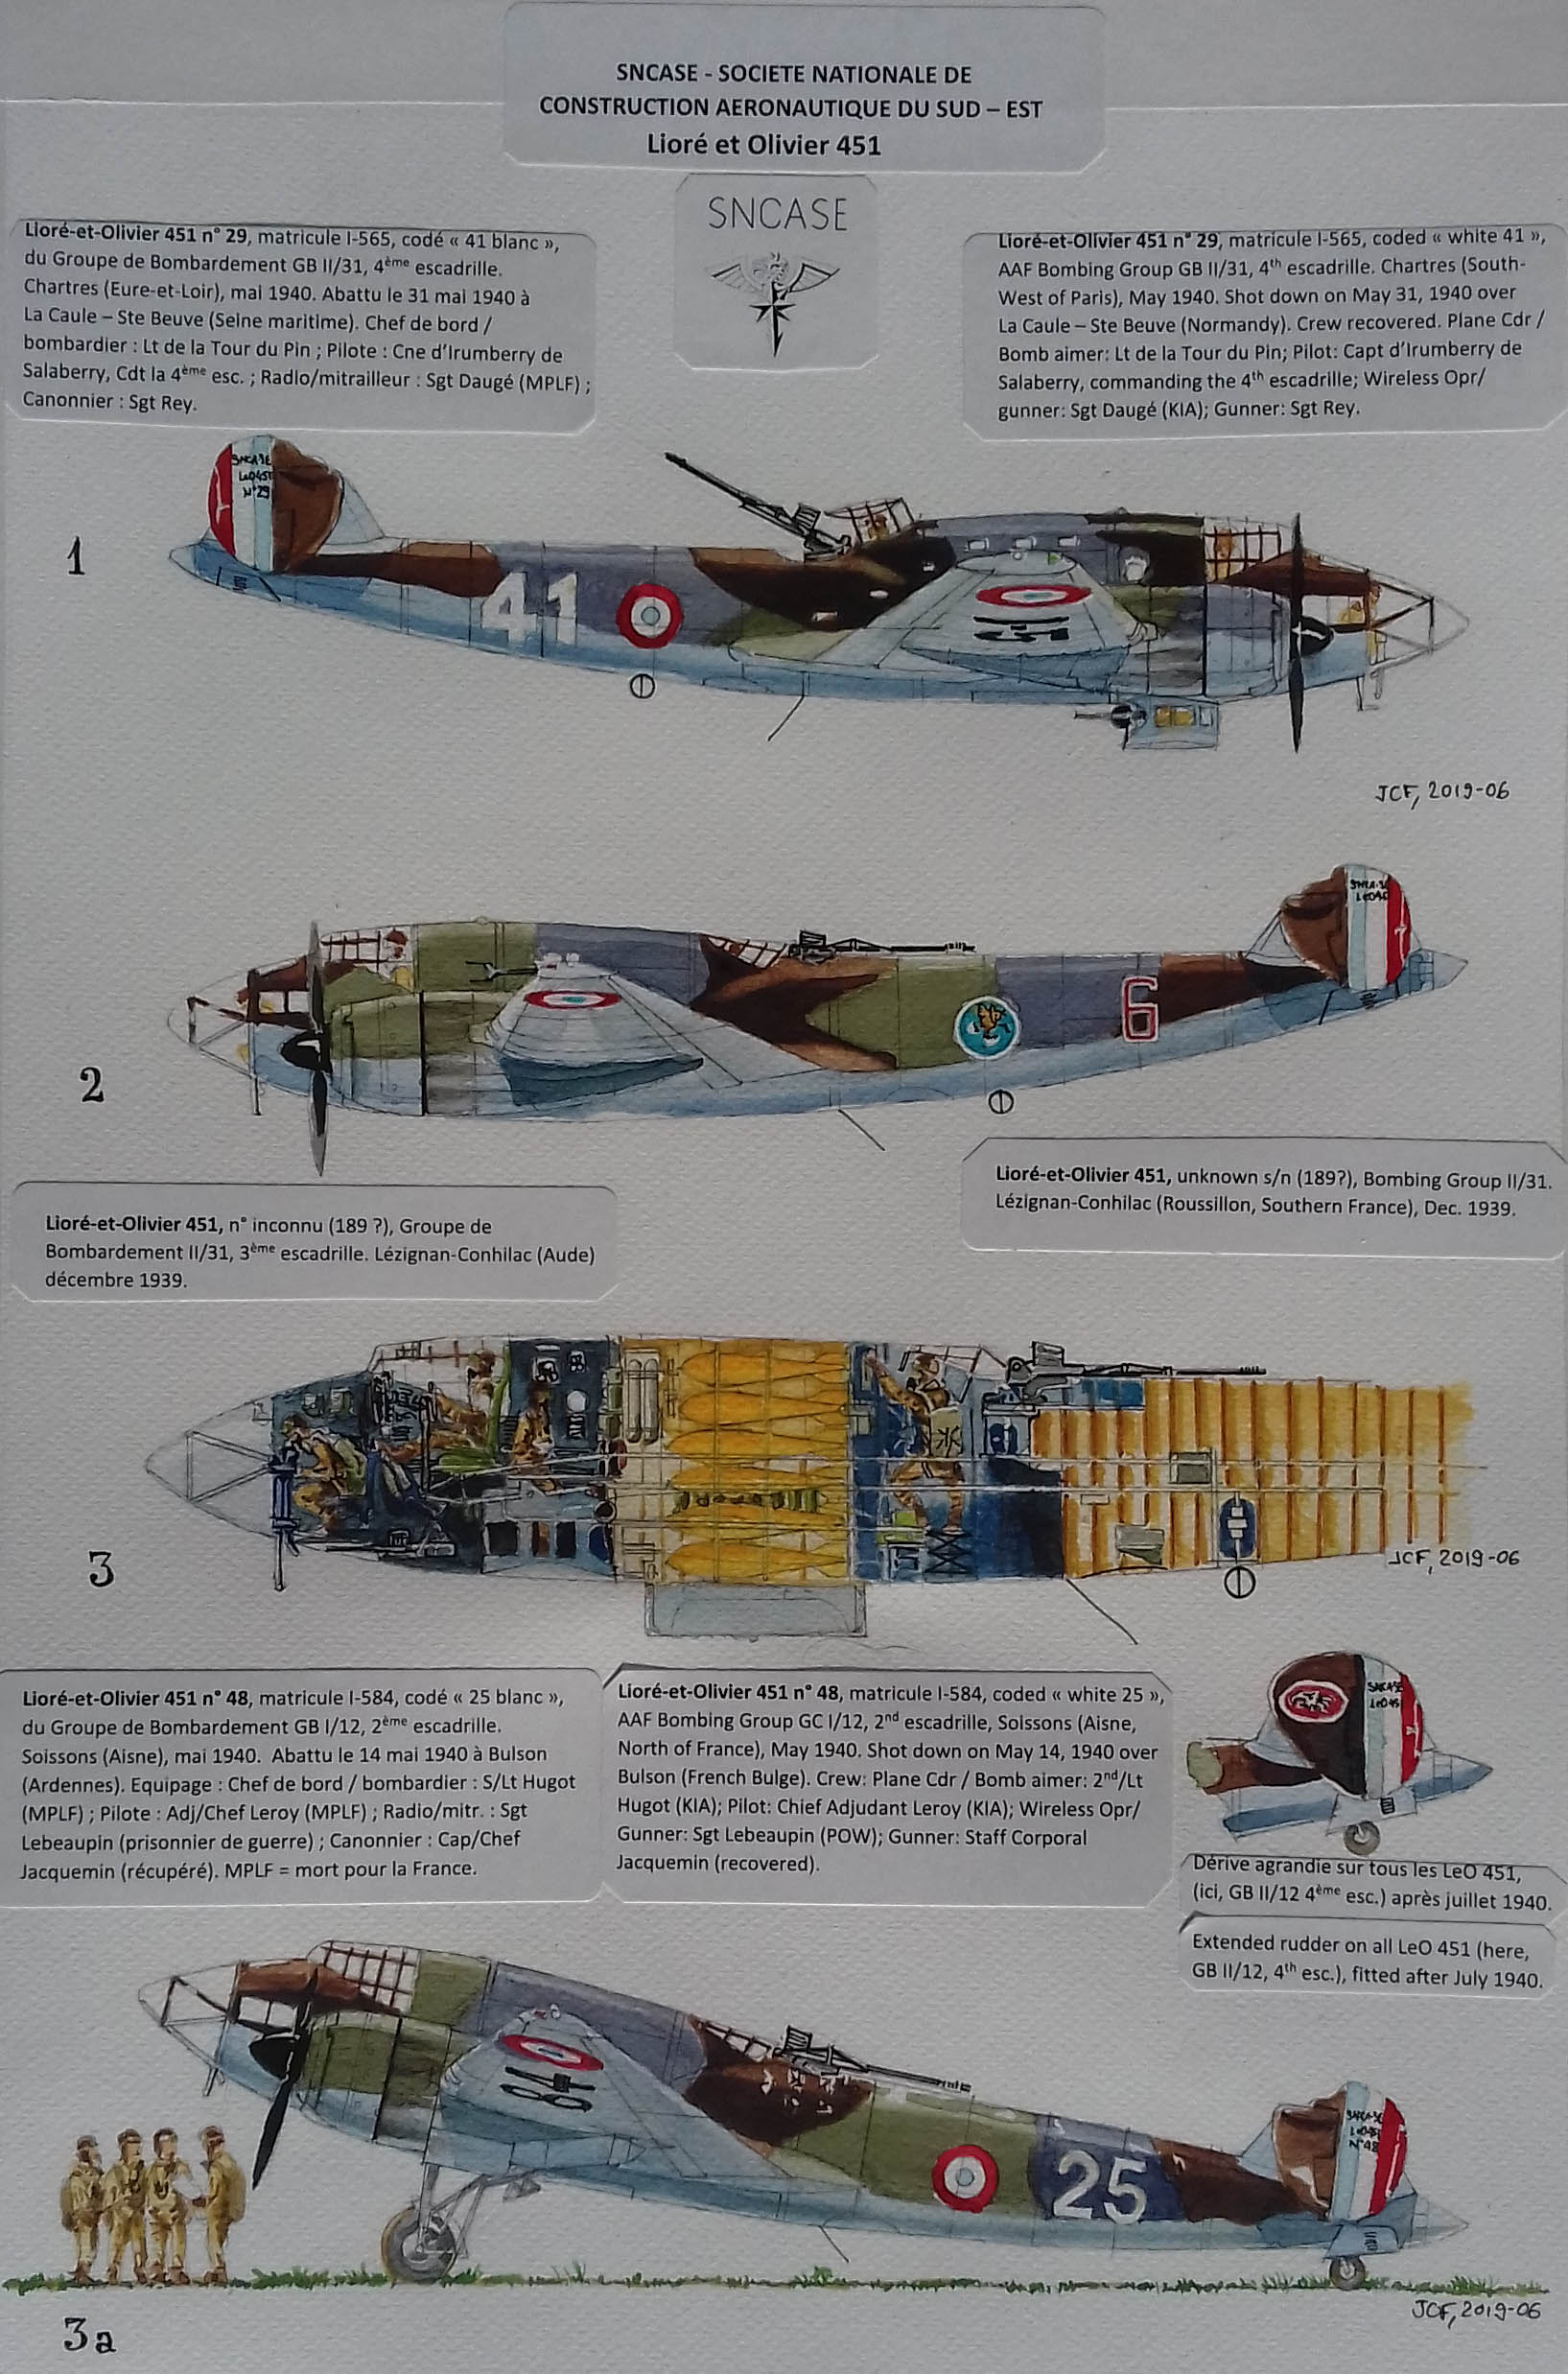 SNCASE - SOCIETE NATIONALE DE
CONSTRUCTION AERONAUTIQUE DU SUD – EST
Lioré et Olivier 451
SNCASE
Lioré-et-Olivier 451 n° 29, matricule I-565, codé « 41 blanc »,
du Groupe de Bombardement GB II/31, 4ème escadrille.
Chartres (Eure-et-Loir), mai 1940. Abattu le 31 mai 1940 à
La Caule – Ste Beuve (Seine maritime). Chef de bord /
bombardier : Lt de la Tour du Pin ; Pilote : Cne d'Irumberry de
Salaberry, Cdt la 4ème esc. ; Radio/mitrailleur : Sgt Daugé (MPLF) ;
Canonnier : Sgt Rey.
Lioré-et-Olivier 451 n° 29, matricule I-565, coded « white 41 »,
AAF Bombing Group GB II/31, 4th escadrille. Chartres (South-
West of Paris), May 1940. Shot down on May 31, 1940 over
La Caule – Ste Beuve (Normandy). Crew recovered. Plane Cdr /
Bomb aimer: Lt de la Tour du Pin; Pilot: Capt d'Irumberry de
Salaberry, commanding the 4th escadrille; Wireless Opr/
gunner: Sgt Daugé (KIA); Gunner: Sgt Rey.
SNCASE
LeO451
N°29
1
41
JCF, 2019-06
SNCA-SE
LeO45
2
6
Lioré-et-Olivier 451, unknown s/n (189?), Bombing Group II/31.
Lézignan-Conhilac (Roussillon, Southern France), Dec. 1939.
Lioré-et-Olivier 451, n° inconnu (189 ?), Groupe de
Bombardement II/31, 3ème escadrille. Lézignan-Conhilac (Aude)
décembre 1939.
3
JCF, 2019-06
Lioré-et-Olivier 451 n° 48, matricule I-584, codé « 25 blanc »,
du Groupe de Bombardement GB I/12, 2ème escadrille.
Soissons (Aisne), mai 1940. Abattu le 14 mai 1940 à Bulson
(Ardennes). Equipage : Chef de bord / bombardier : S/Lt Hugot
(MPLF) ; Pilote : Adj/Chef Leroy (MPLF) ; Radio/mitr. : Sgt
Lebeaupin (prisonnier de guerre) ; Canonnier : Cap/Chef
Jacquemin (récupéré). MPLF = mort pour la France.
Lioré-et-Olivier 451 n° 48, matricule I-584, coded « white 25 »,
AAF Bombing Group GC I/12, 2nd escadrille, Soissons (Aisne,
North of France), May 1940. Shot down on May 14, 1940 over
Bulson (French Bulge). Crew: Plane Cdr / Bomb aimer: 2nd/Lt
Hugot (KIA); Pilot: Chief Adjudant Leroy (KIA); Wireless Opr/
Gunner: Sgt Lebeaupin (POW); Gunner: Staff Corporal
Jacquemin (recovered).
SNCASE
LeO45
Dérive agrandie sur tous les LeO 451,
(ici, GB II/12 4ème esc.) après juillet 1940.
Extended rudder on all LeO 451 (here,
GB II/12, 4th esc.), fitted after July 1940.
84
25
N°48
JCF, 2019-06
3a